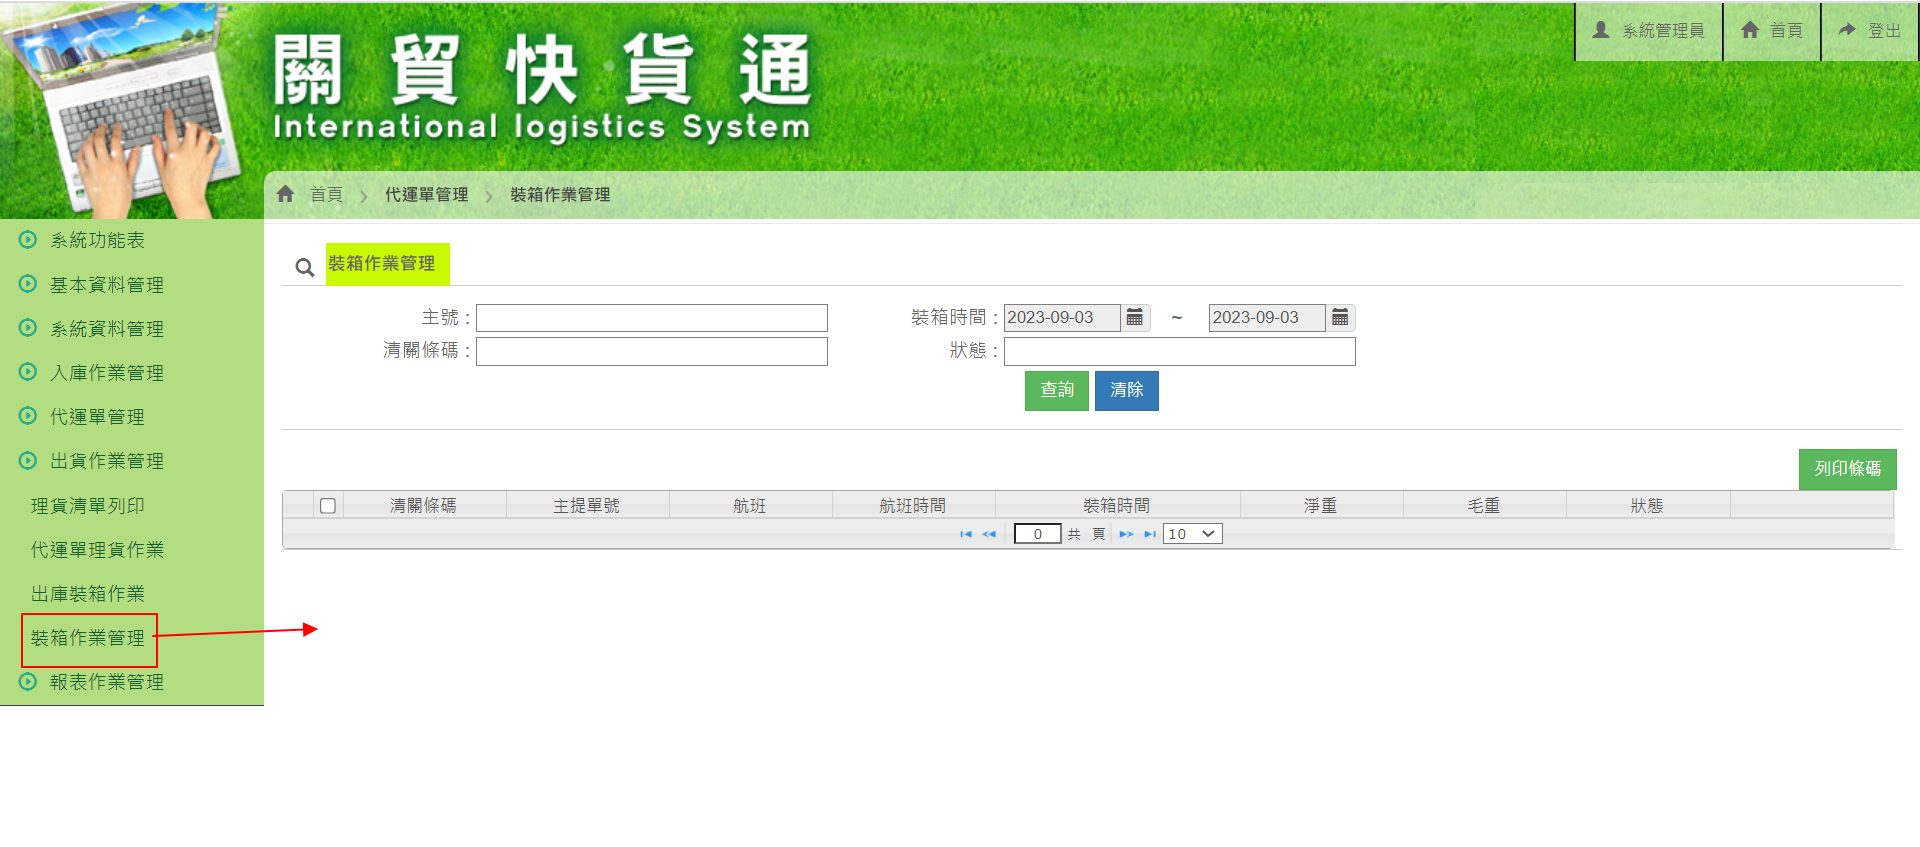 系統管理員
首頁
登出
關貿快貨通
International logistics System
首頁 > 代運單管理 > 裝箱作業管理
系統功能表
基本資料管理
系統資料管理
入庫作業管理
代運單管理
出貨作業管理
理貨清單列印
代運單理貨作業
出庫裝箱作業
裝箱作業管理
報表作業管理
裝箱作業管理
主號 :
裝箱時間 : 2023-09-03 ~ 2023-09-03
清關條碼 :
狀態 :
查詢 清除
列印條碼
清關條碼 主提單號 航班 航班時間 裝箱時間 淨重 毛重 狀態
0 共 頁 10